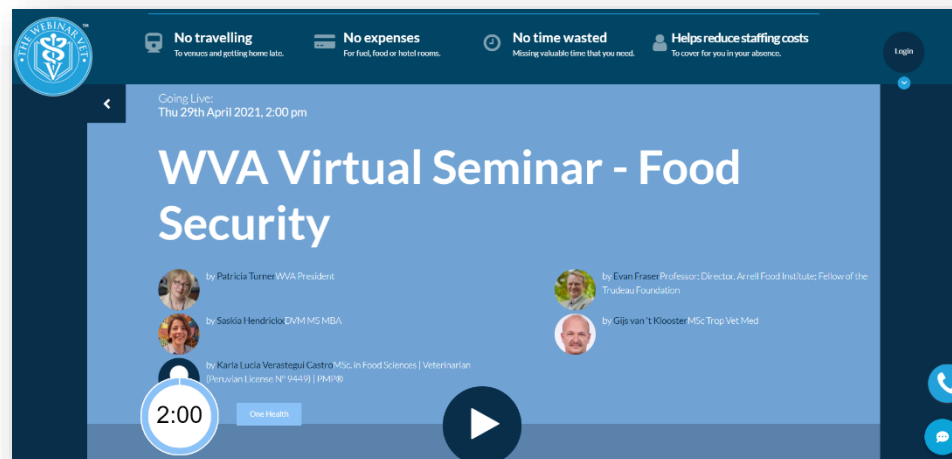 THE WEBINAR VET
TM
No travelling
To venues and getting home late.
No expenses
For fuel, food or hotel rooms.
No time wasted
Missing valuable time that you need.
Helps reduce staffing costs
To cover for you in your absence.
Login
Going Live:
Thu 29th April 2021, 2:00 pm
WVA Virtual Seminar - Food
Security
by Patricia Turner WVA President
by Evan Fraser Professor; Director, Arrell Food Institute; Fellow of the
Trudeau Foundation
by Saskia Hendrickx DVM MS MBA
by Gijs van 't Klooster MSc Trop Vet Med
by Karla Lucia Verastegui Castro MSc. in Food Sciences | Veterinarian
(Peruvian License N° 9449) | PMP®
2:00
One Health